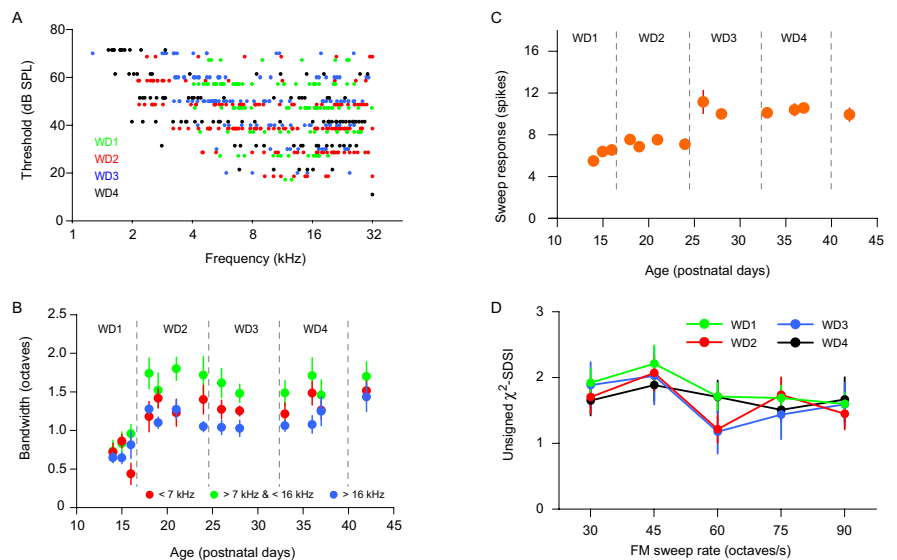 A
80
60
40
20
0
Threshold (dB SPL)
WD1
WD2
WD3
WD4
1 2 4 8 16 32
Frequency (kHz)
C
WD1 WD2 WD3 WD4
16
12
8
4
0
Sweep response (spikes)
10 15 20 25 30 35 40 45
Age (postnatal days)
B
2.5
2.0
1.5
1.0
0.5
0
Bandwidth (octaves)
WD1 WD2 WD3 WD4
< 7 kHz > 7 kHz & < 16 kHz > 16 kHz
10 15 20 25 30 35 40 45
Age (postnatal days)
D
3
2
1
0
Unsigned χ²-SDSI
WD1 WD3
WD2 WD4
30 45 60 75 90
FM sweep rate (octaves/s)